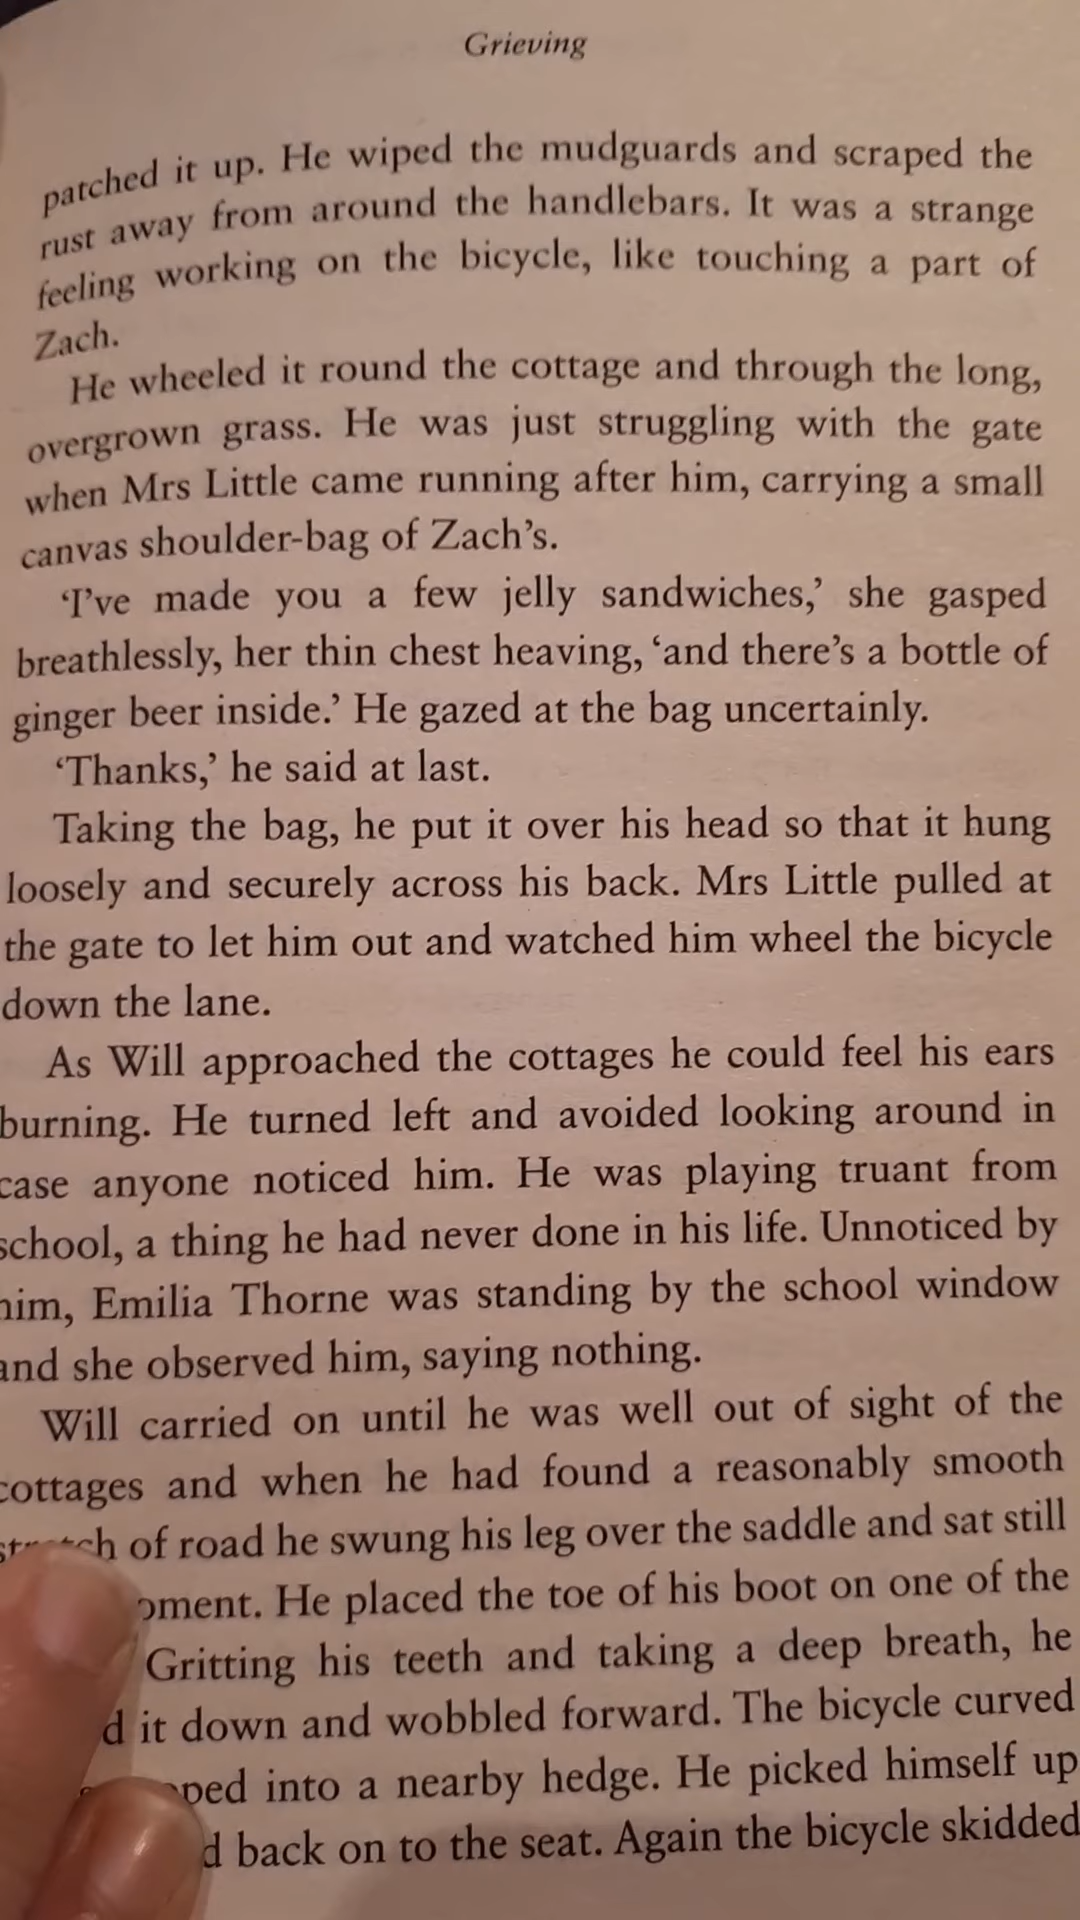 Grieving
patched it up. He wiped the mudguards and scraped the
rust away from around the handlebars. It was a strange
feeling working on the bicycle, like touching a part of
Zach.
He wheeled it round the cottage and through the long,
overgrown grass. He was just struggling with the gate
when Mrs Little came running after him, carrying a small
canvas shoulder-bag of Zach’s.
‘I’ve made you a few jelly sandwiches,’ she gasped
breathlessly, her thin chest heaving, ‘and there’s a bottle of
ginger beer inside.’ He gazed at the bag uncertainly.
‘Thanks,’ he said at last.
Taking the bag, he put it over his head so that it hung
loosely and securely across his back. Mrs Little pulled at
the gate to let him out and watched him wheel the bicycle
down the lane.
As Will approached the cottages he could feel his ears
burning. He turned left and avoided looking around in
case anyone noticed him. He was playing truant from
school, a thing he had never done in his life. Unnoticed by
him, Emilia Thorne was standing by the school window
and she observed him, saying nothing.
Will carried on until he was well out of sight of the
cottages and when he had found a reasonably smooth
of road he swung his leg over the saddle and sat still
He placed the toe of his boot on one of the
Gritting his teeth and taking a deep breath, he
it down and wobbled forward. The bicycle curved
into a nearby hedge. He picked himself up
back on to the seat. Again the bicycle skidded